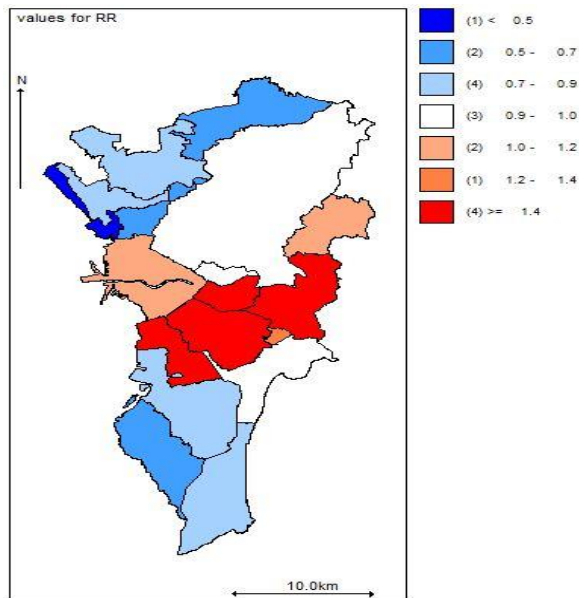 values for RR
N
10.0km
(1) < 0.5
(2) 0.5 - 0.7
(4) 0.7 - 0.9
(3) 0.9 - 1.0
(2) 1.0 - 1.2
(1) 1.2 - 1.4
(4) >= 1.4